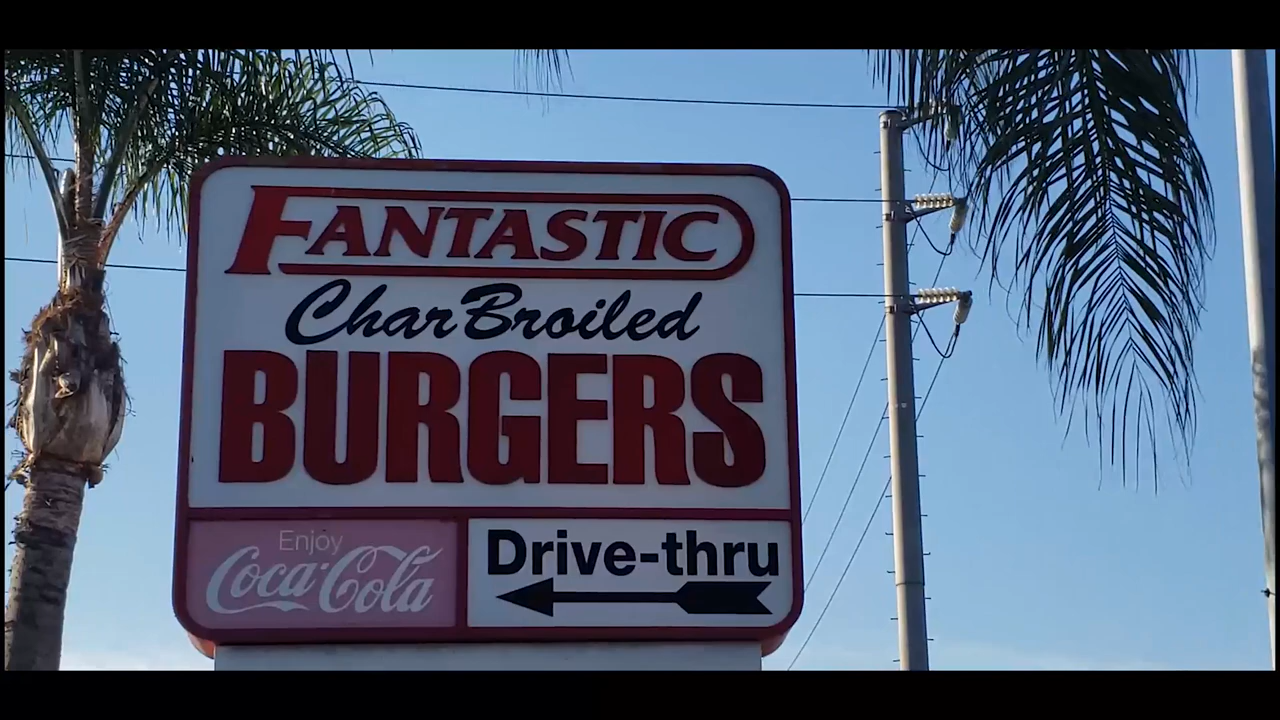 FANTASTIC
CharBroiled
BURGERS
Enjoy
Coca-Cola
Drive-thru